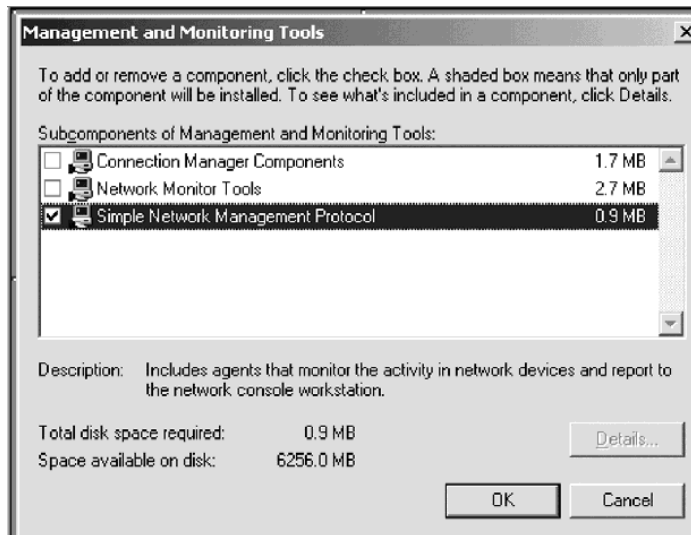 Management and Monitoring Tools
To add or remove a component, click the check box. A shaded box means that only part
of the component will be installed. To see what's included in a component, click Details.
Subcomponents of Management and Monitoring Tools:
Connection Manager Components 1.7 MB
Network Monitor Tools 2.7 MB
Simple Network Management Protocol 0.9 MB
Description: Includes agents that monitor the activity in network devices and report to
the network console workstation.
Total disk space required: 0.9 MB
Details...
Space available on disk: 6256.0 MB
OK Cancel